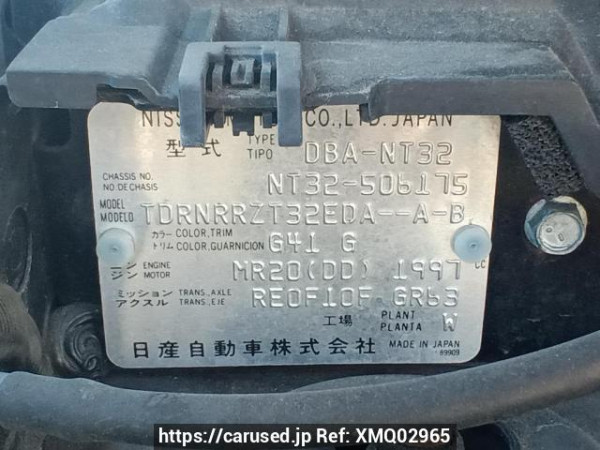 CO.,LTD.JAPAN
型式 TYPE TIPO DBA-NT32
CHASSIS NO. NO.DE CHASIS NT32-506175
MODEL MODELO TDRNRRZT32EDA--A-B
カラー COLOR,TRIM トリム COLOR,GUARNICION G41 G
ENGINE ジン MOTOR MR20(DD) 1997 cc
ミッション TRANS.,AXLE アクスル TRANS.,EJE RE0F10F GR63
工場 PLANT PLANTA W
日産自動車株式会社 MADE IN JAPAN
89909
https://carused.jp Ref: XMQ02965